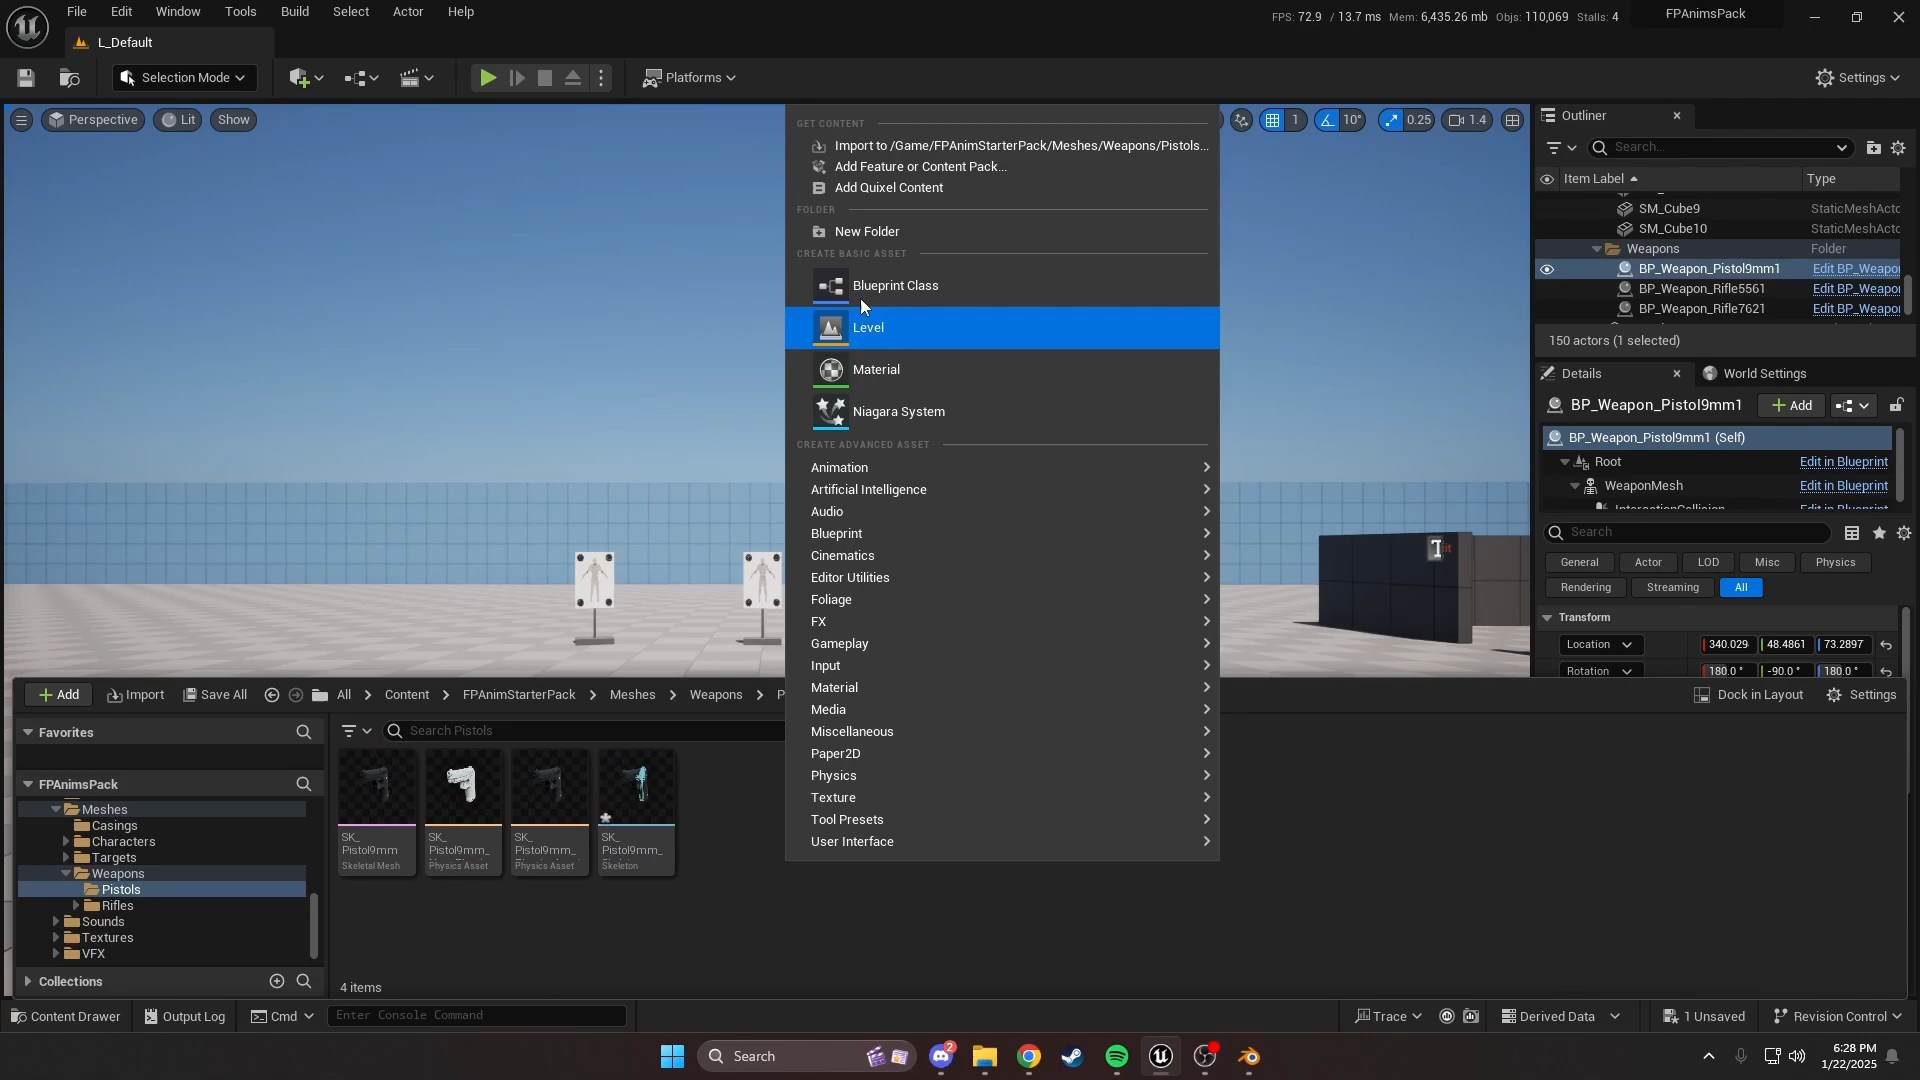 File Edit Window Tools Build Select Actor Help
FPS: 72.9 / 13.7 ms Mem: 6,435.26 mb Objs: 110,069 Stalls: 4
FPAnimsPack
L_Default
Selection Mode
Platforms
Settings
Perspective
Lit
Show
1
10°
0.25
1.4
GET CONTENT
Import to /Game/FPAnimStarterPack/Meshes/Weapons/Pistols...
Add Feature or Content Pack...
Add Quixel Content
FOLDER
New Folder
CREATE BASIC ASSET
Blueprint Class
Level
Material
Niagara System
CREATE ADVANCED ASSET
Animation
Artificial Intelligence
Audio
Blueprint
Cinematics
Editor Utilities
Foliage
FX
Gameplay
Input
Material
Media
Miscellaneous
Paper2D
Physics
Texture
Tool Presets
User Interface
Outliner
Search...
Item Label Type
SM_Cube9 StaticMeshActo
SM_Cube10 StaticMeshActo
Weapons Folder
BP_Weapon_Pistol9mm1 Edit BP_Weapo
BP_Weapon_Rifle5561 Edit BP_Weapo
BP_Weapon_Rifle7621 Edit BP_Weapo
150 actors (1 selected)
Details
World Settings
BP_Weapon_Pistol9mm1
Add
BP_Weapon_Pistol9mm1 (Self)
Root Edit in Blueprint
WeaponMesh Edit in Blueprint
InteractionCollision Edit in Blueprint
Search
General Actor LOD Misc Physics
Rendering Streaming All
Transform
Location 340.029 48.4861 73.2897
Rotation 180.0 ° -90.0 ° 180.0 °
Add Import Save All All Content FPAnimStarterPack Meshes Weapons P
Dock in Layout
Settings
Favorites
Search Pistols
FPAnimsPack
Meshes
Casings
Characters
Targets
Weapons
Pistols
Rifles
Sounds
Textures
VFX
Collections
SK_
Pistol9mm
Skeletal Mesh
SK_
Pistol9mm_
Physics Asset
SK_
Pistol9mm_
Physics Asset
SK_
Pistol9mm_
Skeleton
4 items
Content Drawer
Output Log
Cmd
Enter Console Command
Trace
Derived Data
1 Unsaved
Revision Control
Search
2
6:28 PM
1/22/2025